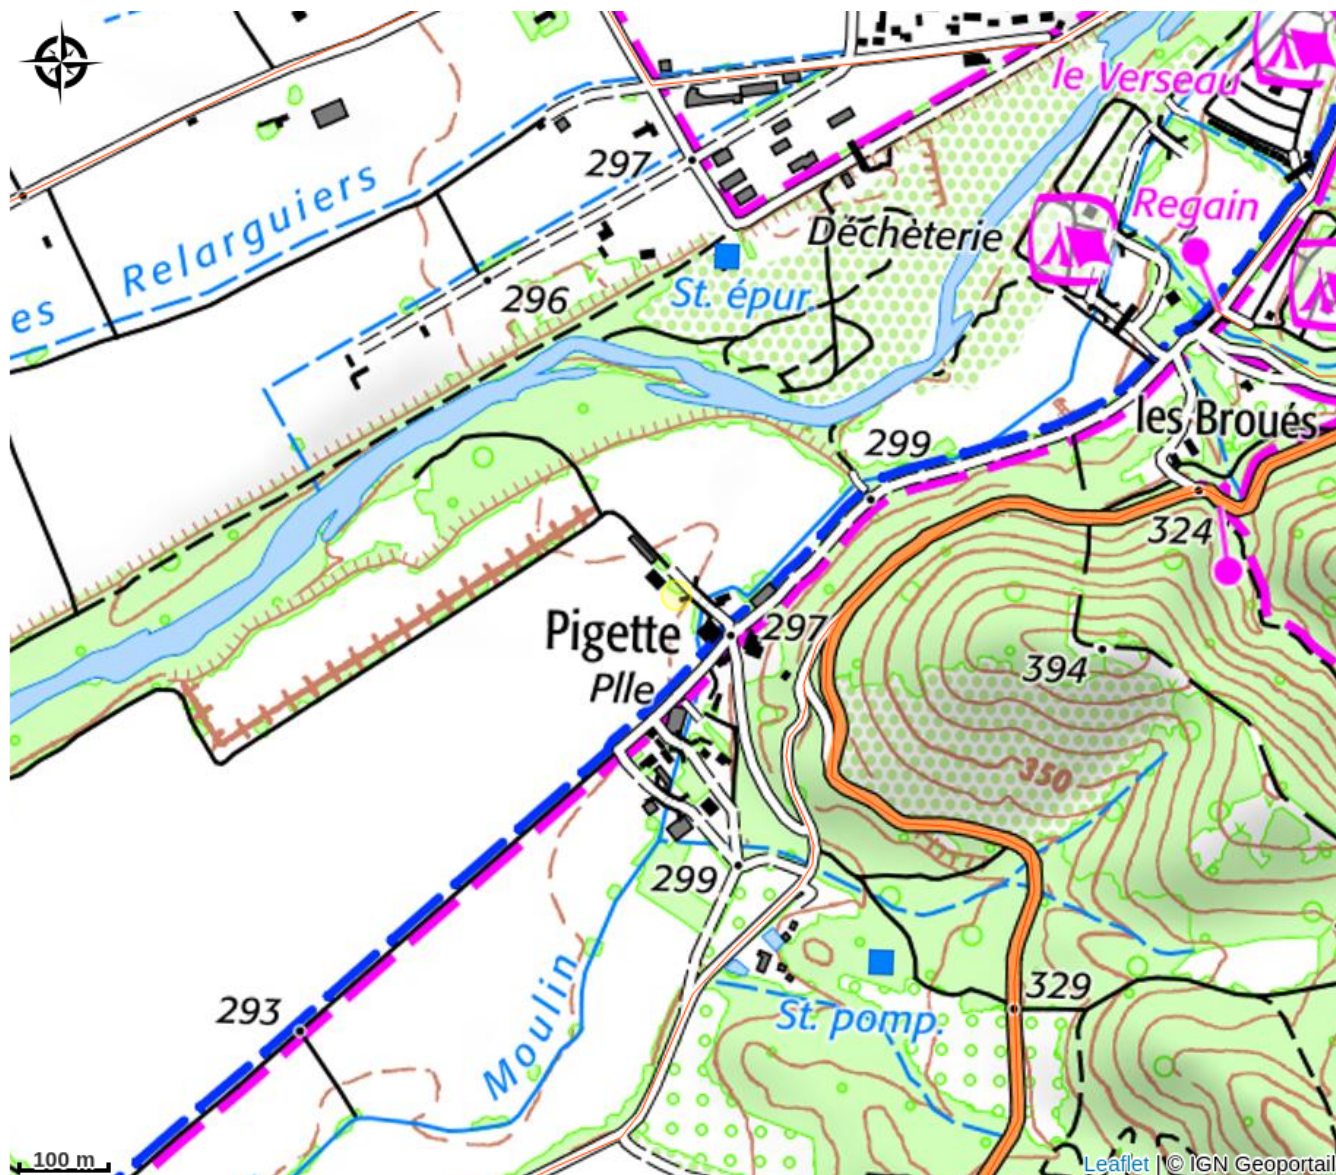 le Verseau
297
Relarguiers
Regain
Déchèterie
296
St. épur.
es
les Broués
299
324
Pigette
297
Plle
394
350
299
293
Moulin
St. pomp.
329
100 m
Leaflet | © IGN Geoportail